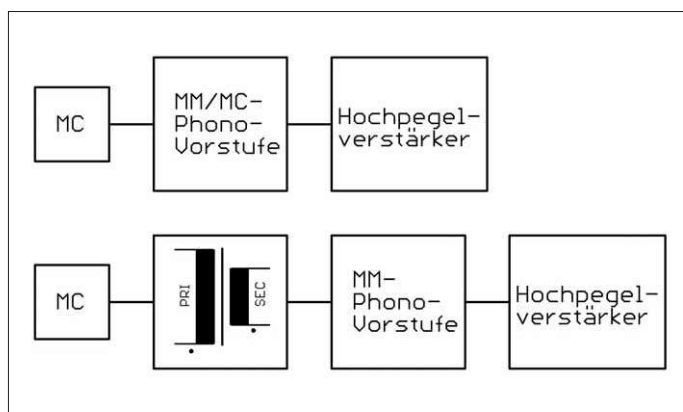 MC
MM/MC-
Phono-
Vorstufe
Hochpegel-
verstärker
MC
PRI
SEC
MM-
Phono-
Vorstufe
Hochpegel-
verstärker